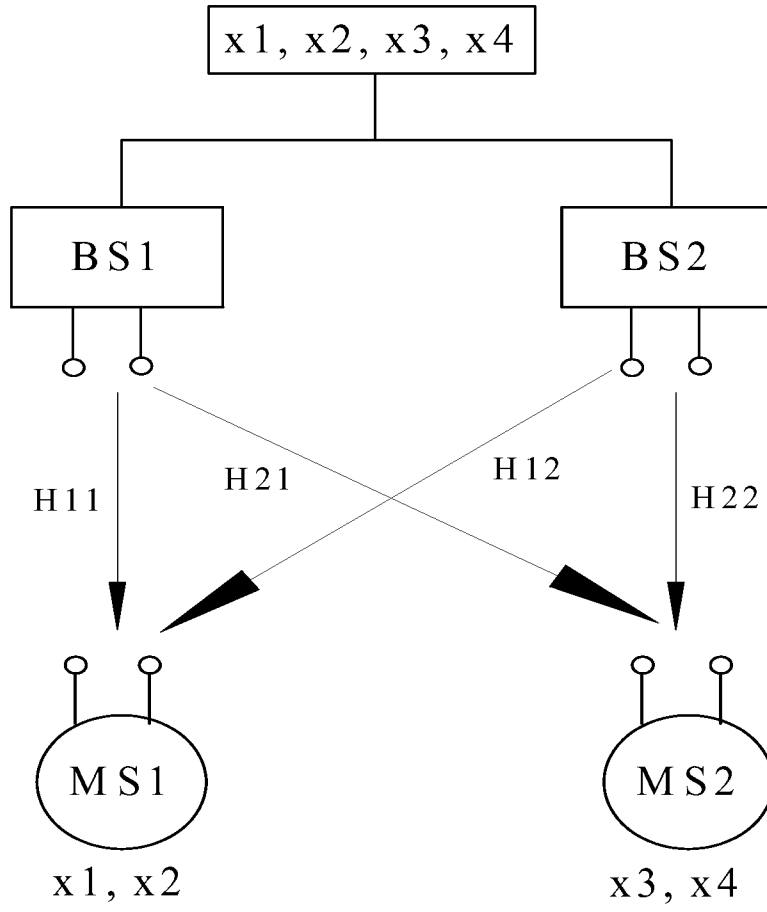 x1, x2, x3, x4
BS1
BS2
H21
H12
H11
H22
MS1
MS2
x1, x2
x3, x4